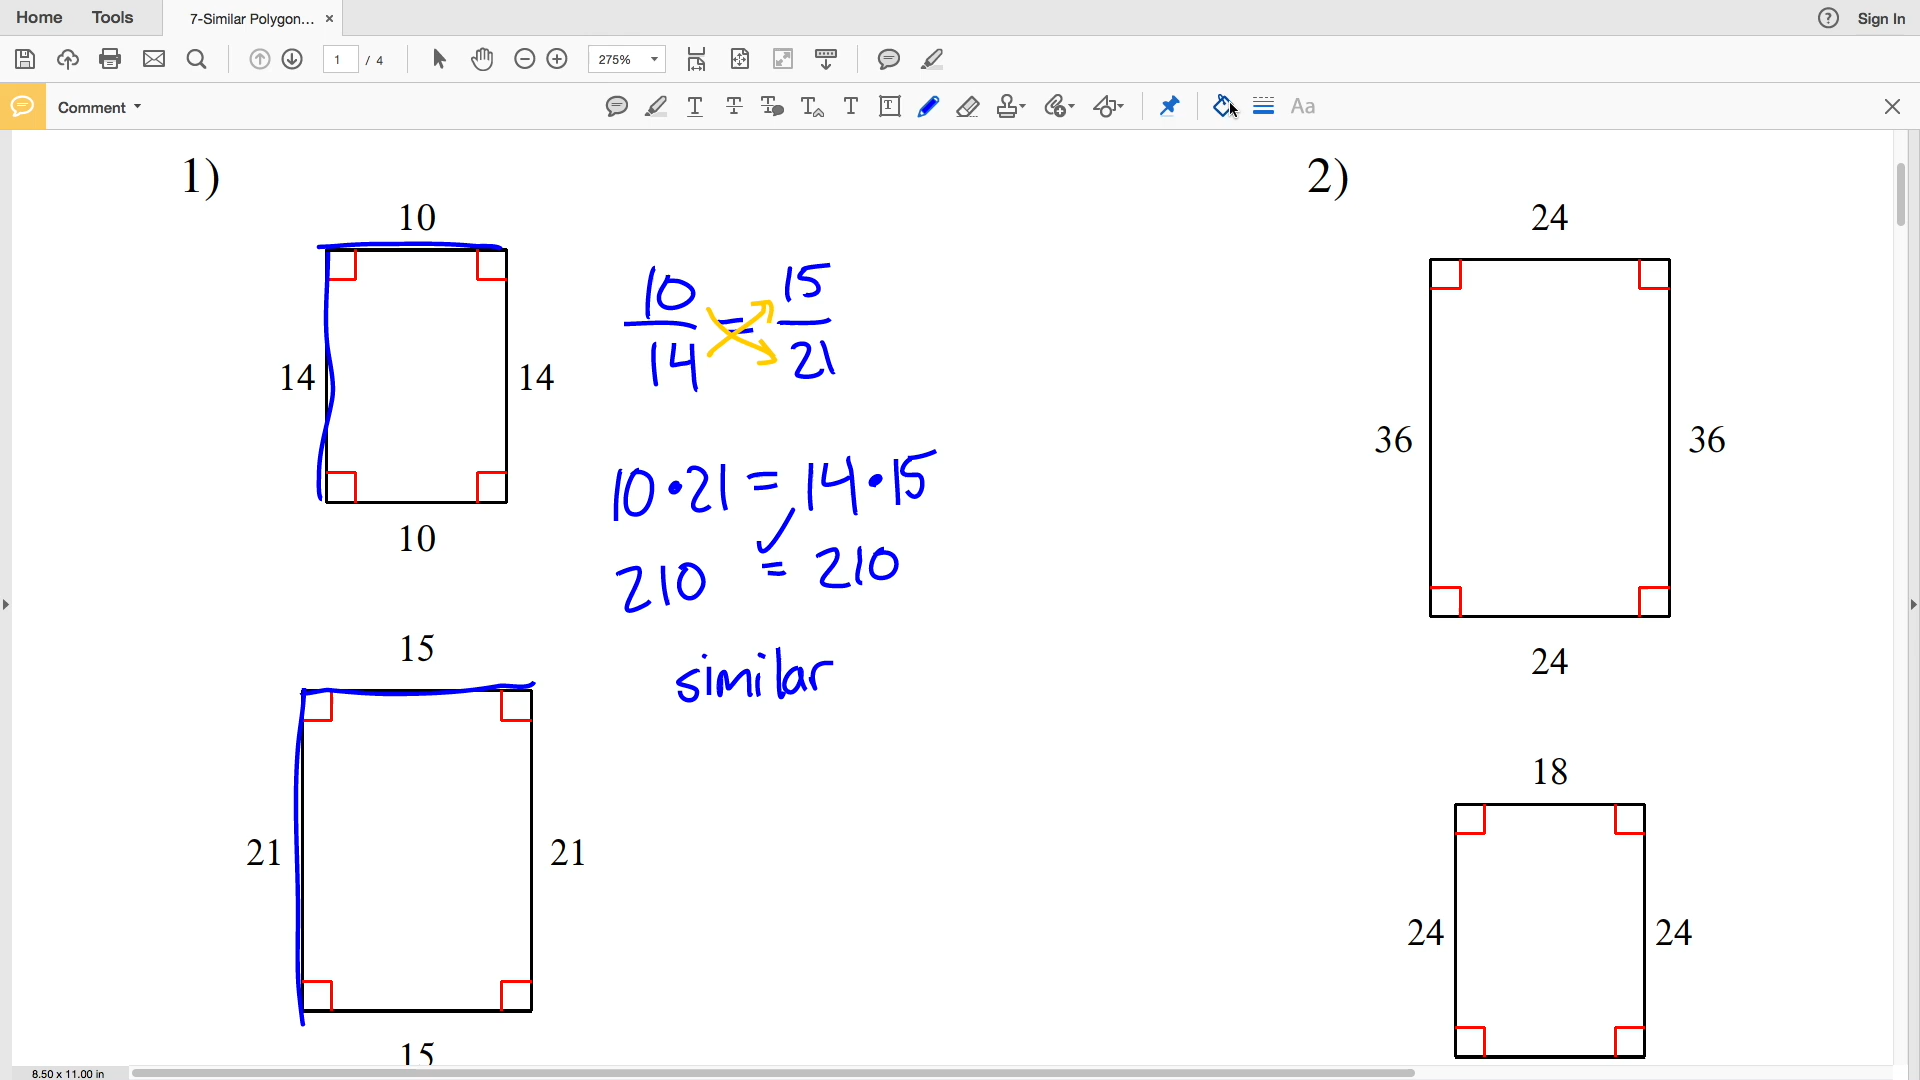 Home Tools 7-Similar Polygon... × ? Sign In
1 / 4 275%
Comment T T T T T T Aa
1)
10
14 14
10
10 = 15
14 21
10 • 21 = 14 • 15
210 = 210
similar
15
21 21
15
2)
24
36 36
24
18
24 24
8.50 x 11.00 in